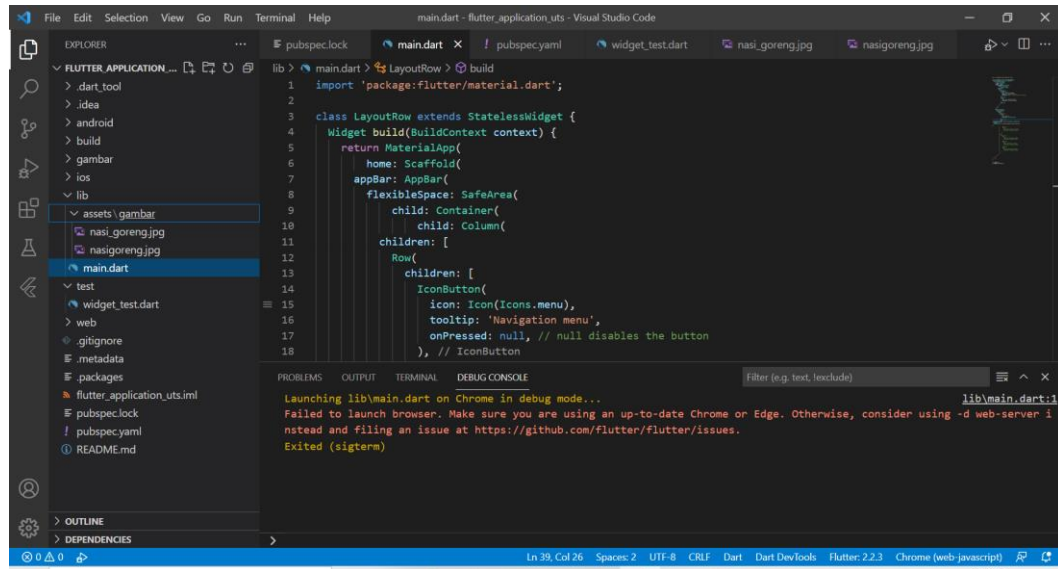 File Edit Selection View Go Run Terminal Help
main.dart - flutter_application_uts - Visual Studio Code
EXPLORER
pubspec.lock main.dart pubspec.yaml widget_test.dart nasi_goreng.jpg nasigoreng.jpg
FLUTTER_APPLICATION_...
.dart_tool
.idea
android
build
gambar
ios
lib
assets \ gambar
nasi_goreng.jpg
nasigoreng.jpg
main.dart
test
widget_test.dart
web
.gitignore
.metadata
.packages
flutter_application_uts.iml
pubspec.lock
pubspec.yaml
README.md
OUTLINE
DEPENDENCIES
lib > main.dart > LayoutRow > build
1 import 'package:flutter/material.dart';
2
3 class LayoutRow extends StatelessWidget {
4 Widget build(BuildContext context) {
5 return MaterialApp(
6 home: Scaffold(
7 appBar: AppBar(
8 flexibleSpace: SafeArea(
9 child: Container(
10 child: Column(
11 children: [
12 Row(
13 children: [
14 IconButton(
15 icon: Icon(Icons.menu),
16 tooltip: 'Navigation menu',
17 onPressed: null, // null disables the button
18 ), // IconButton
PROBLEMS OUTPUT TERMINAL DEBUG CONSOLE Filter (e.g. text, !exclude)
Launching lib\main.dart on Chrome in debug mode... lib\main.dart:1
Failed to launch browser. Make sure you are using an up-to-date Chrome or Edge. Otherwise, consider using -d web-server i
nstead and filing an issue at https://github.com/flutter/flutter/issues.
Exited (sigterm)
0 0 Ln 39, Col 26 Spaces: 2 UTF-8 CRLF Dart Dart DevTools Flutter: 2.2.3 Chrome (web-javascript)